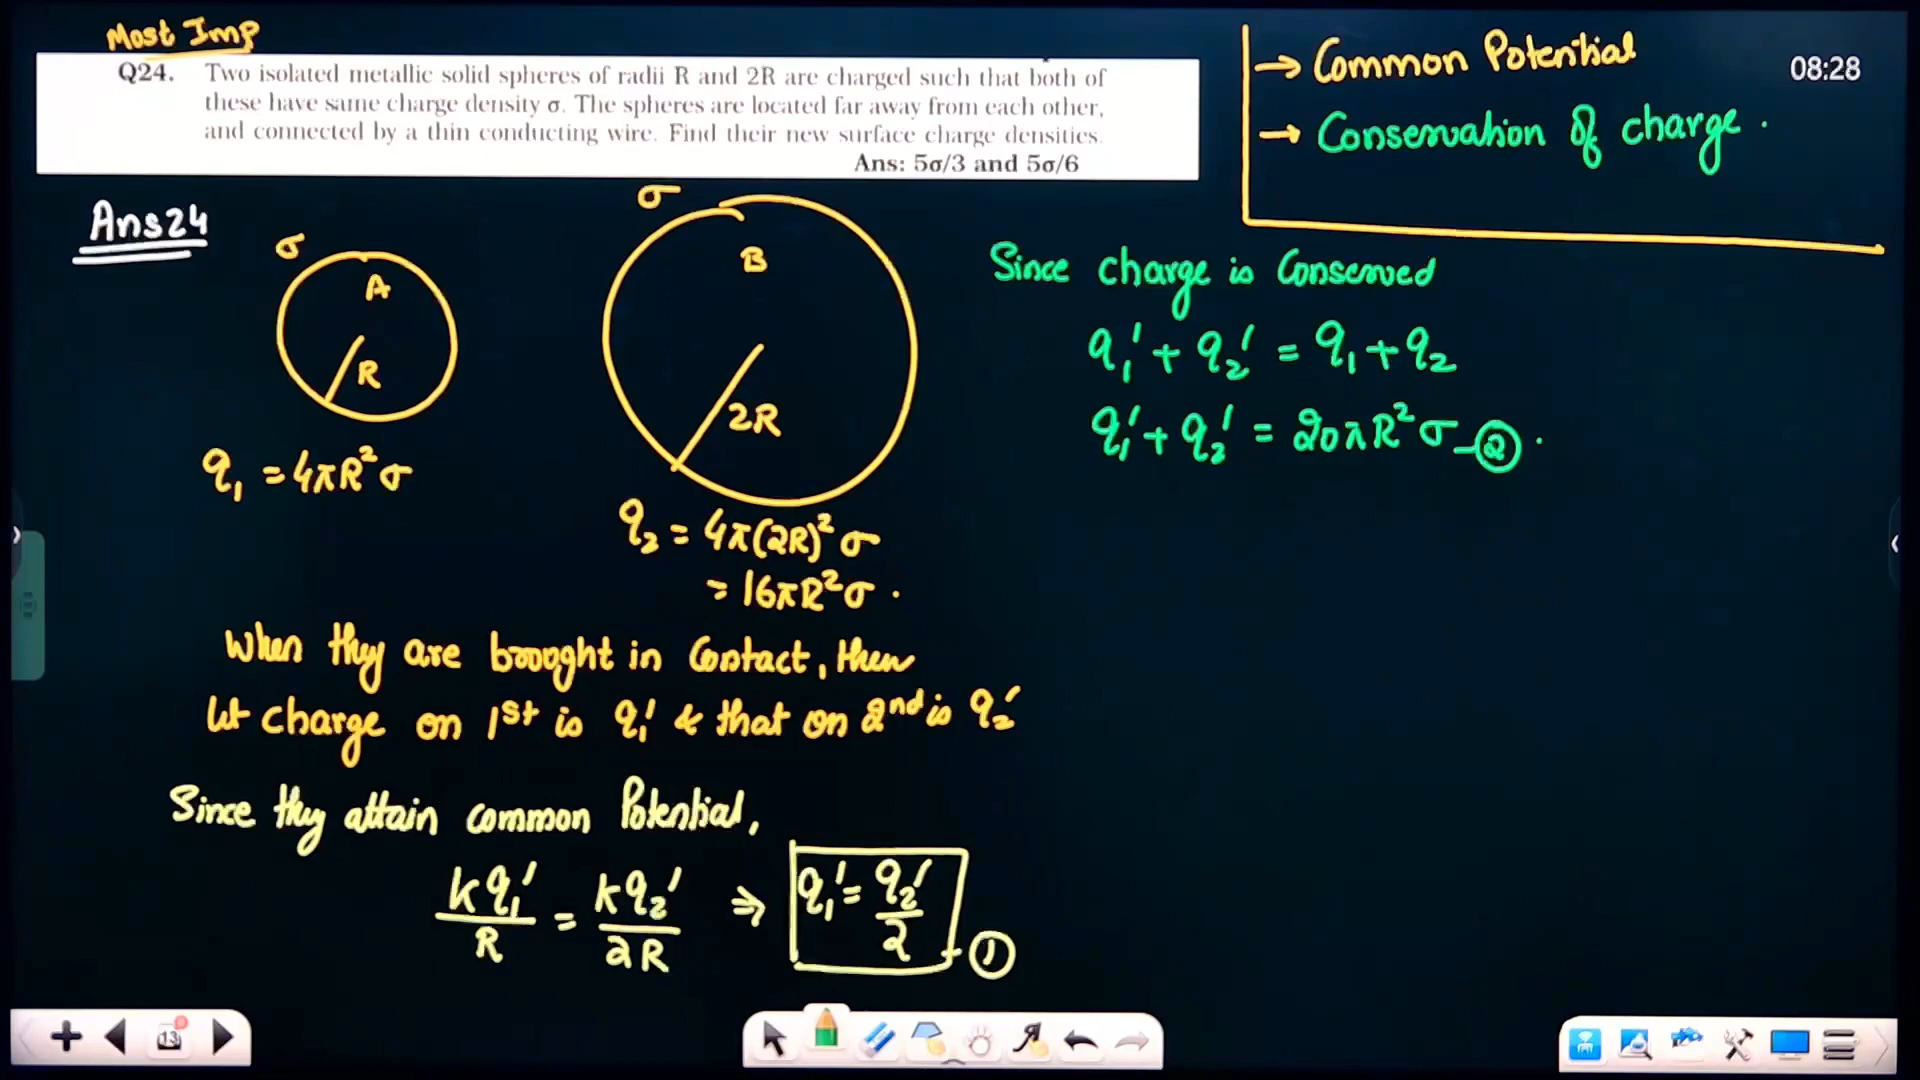 Most Imp
Q24. Two isolated metallic solid spheres of radii R and 2R are charged such that both of
these have same charge density σ. The spheres are located far away from each other,
and connected by a thin conducting wire. Find their new surface charge densities.
Ans: 5σ/3 and 5σ/6
→ Common Potential
→ Conservation of charge.
08:28
Ans24
σ
A
R
q₁ = 4πR²σ
σ
B
2R
q₂ = 4π(2R)²σ
= 16πR²σ.
When they are brought in Contact, then
let charge on 1st is q₁' & that on 2nd is q₂'
Since they attain common Potential,
kq₁'/R = kq₂'/2R ⇒ q₁' = q₂'/2 -①
Since charge is Conserved
q₁' + q₂' = q₁ + q₂
q₁' + q₂' = 20πR²σ -②.
13